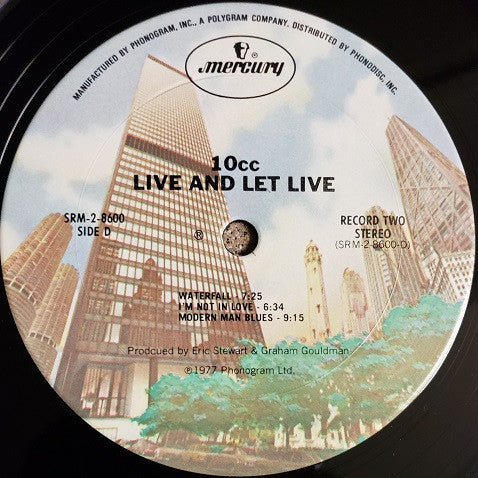 MANUFACTURED BY PHONOGRAM, INC., A POLYGRAM COMPANY. DISTRIBUTED BY PHONODISC, INC.
mercury
10cc
LIVE AND LET LIVE
SRM-2-8600
SIDE D
RECORD TWO
STEREO
(SRM-2-8600-D)
®
WATERFALL - 7:25
I'M NOT IN LOVE - 6:34
MODERN MAN BLUES - 9:15
Prodcued by Eric Stewart & Graham Gouldman
℗1977 Phonogram Ltd.